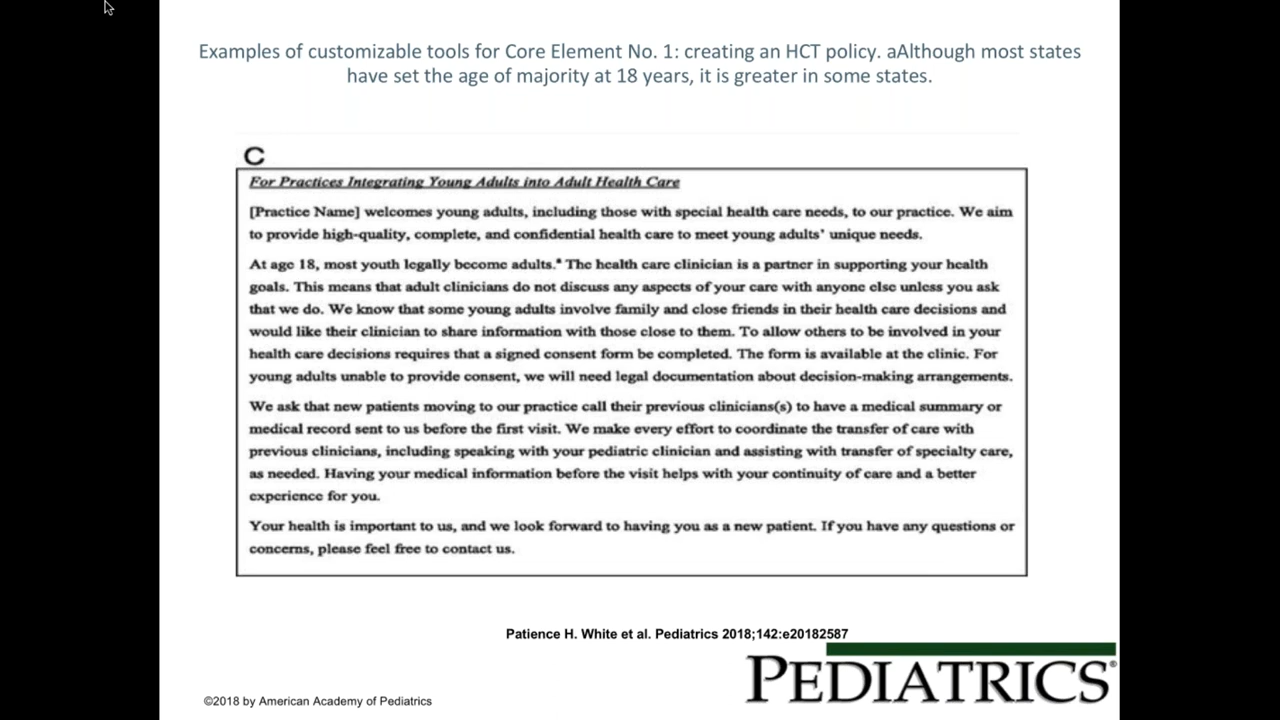 Examples of customizable tools for Core Element No. 1: creating an HCT policy. aAlthough most states
have set the age of majority at 18 years, it is greater in some states.
C
For Practices Integrating Young Adults into Adult Health Care
[Practice Name] welcomes young adults, including those with special health care needs, to our practice. We aim
to provide high-quality, complete, and confidential health care to meet young adults' unique needs.
At age 18, most youth legally become adults.ª The health care clinician is a partner in supporting your health
goals. This means that adult clinicians do not discuss any aspects of your care with anyone else unless you ask
that we do. We know that some young adults involve family and close friends in their health care decisions and
would like their clinician to share information with those close to them. To allow others to be involved in your
health care decisions requires that a signed consent form be completed. The form is available at the clinic. For
young adults unable to provide consent, we will need legal documentation about decision-making arrangements.
We ask that new patients moving to our practice call their previous clinicians(s) to have a medical summary or
medical record sent to us before the first visit. We make every effort to coordinate the transfer of care with
previous clinicians, including speaking with your pediatric clinician and assisting with transfer of specialty care,
as needed. Having your medical information before the visit helps with your continuity of care and a better
experience for you.
Your health is important to us, and we look forward to having you as a new patient. If you have any questions or
concerns, please feel free to contact us.
Patience H. White et al. Pediatrics 2018;142:e20182587
PEDIATRICS®
©2018 by American Academy of Pediatrics